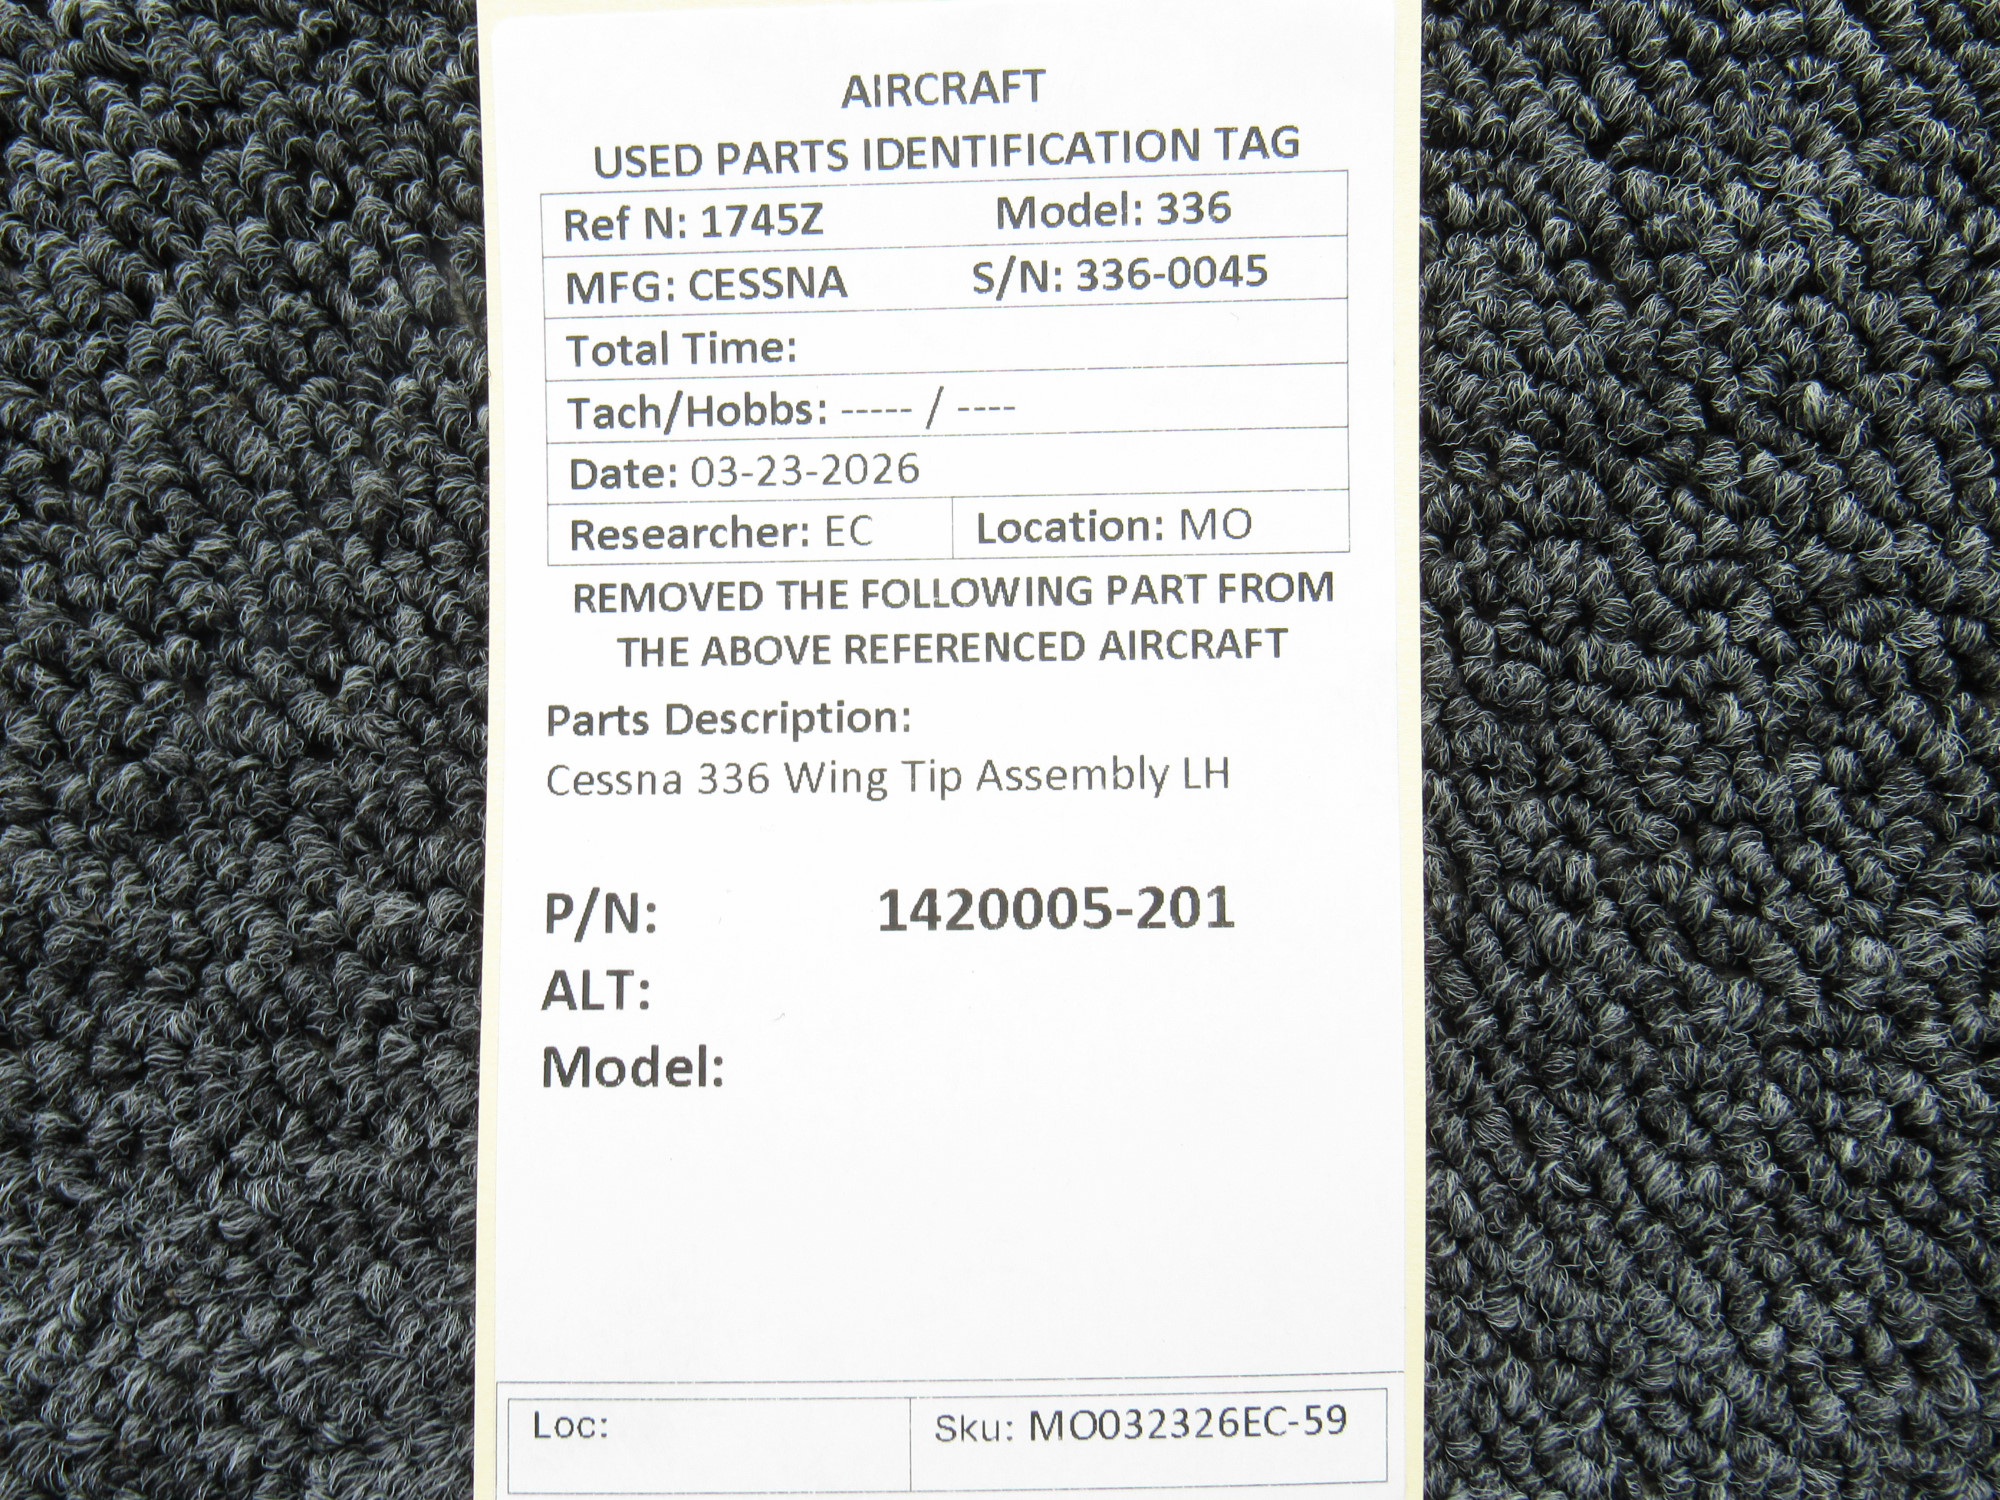 AIRCRAFT
USED PARTS IDENTIFICATION TAG
Ref N: 1745Z Model: 336
MFG: CESSNA S/N: 336-0045
Total Time:
Tach/Hobbs: ----- / ----
Date: 03-23-2026
Researcher: EC Location: MO
REMOVED THE FOLLOWING PART FROM
THE ABOVE REFERENCED AIRCRAFT
Parts Description:
Cessna 336 Wing Tip Assembly LH
P/N: 1420005-201
ALT:
Model:
Loc: Sku: MO032326EC-59